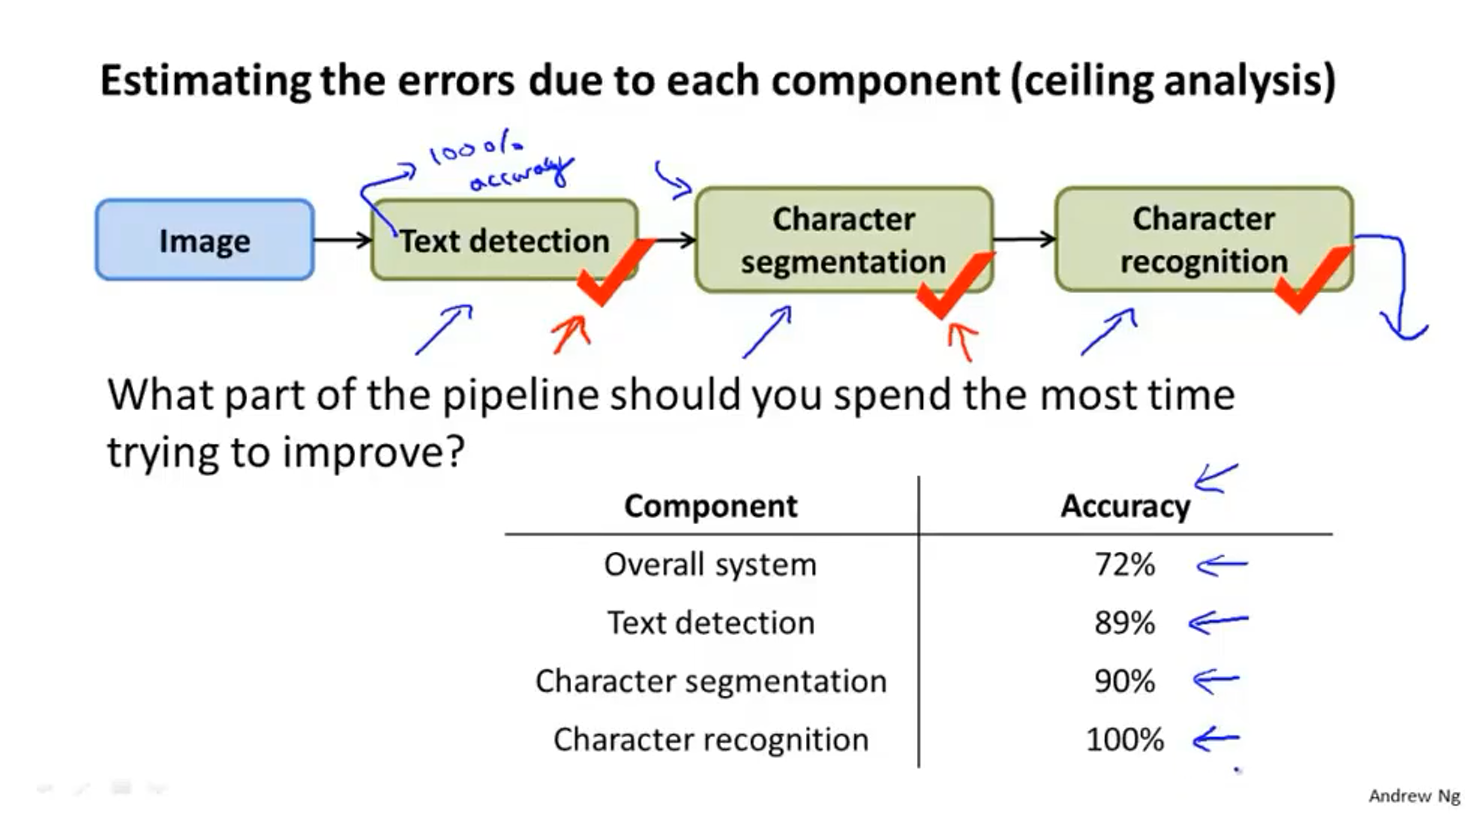 Estimating the errors due to each component (ceiling analysis)
100%
accuracy
Image
Text detection
Character
segmentation
Character
recognition
What part of the pipeline should you spend the most time
trying to improve?
Component Accuracy
Overall system 72%
Text detection 89%
Character segmentation 90%
Character recognition 100%
Andrew Ng